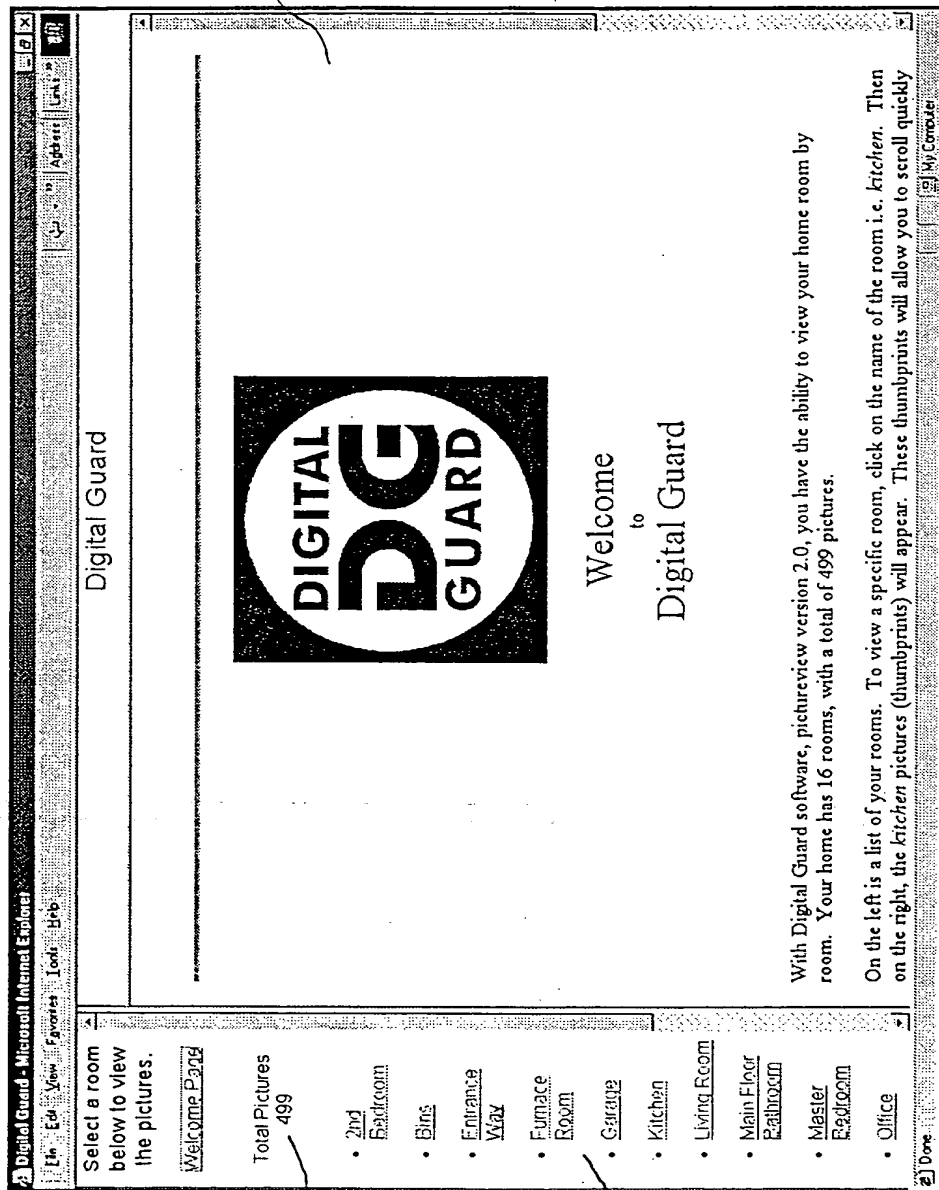 Digital Guard - Microsoft Internet Explorer
Edit View Favorites Tools Help
Address Links »
Select a room
below to view
the pictures.
Welcome Page
Total Pictures
499
• 2nd
Bedroom
• Bins
• Entrance
Way
• Furnace
Room
• Garage
• Kitchen
• Living Room
• Main Floor
Bathroom
• Master
Bedroom
• Office
Digital Guard
DIGITAL
DG
GUARD
Welcome
to
Digital Guard
With Digital Guard software, pictureview version 2.0, you have the ability to view your home room by
room. Your home has 16 rooms, with a total of 499 pictures.
On the left is a list of your rooms. To view a specific room, click on the name of the room i.e. kitchen. Then
on the right, the kitchen pictures (thumbprints) will appear. These thumbprints will allow you to scroll quickly
Done
My Computer